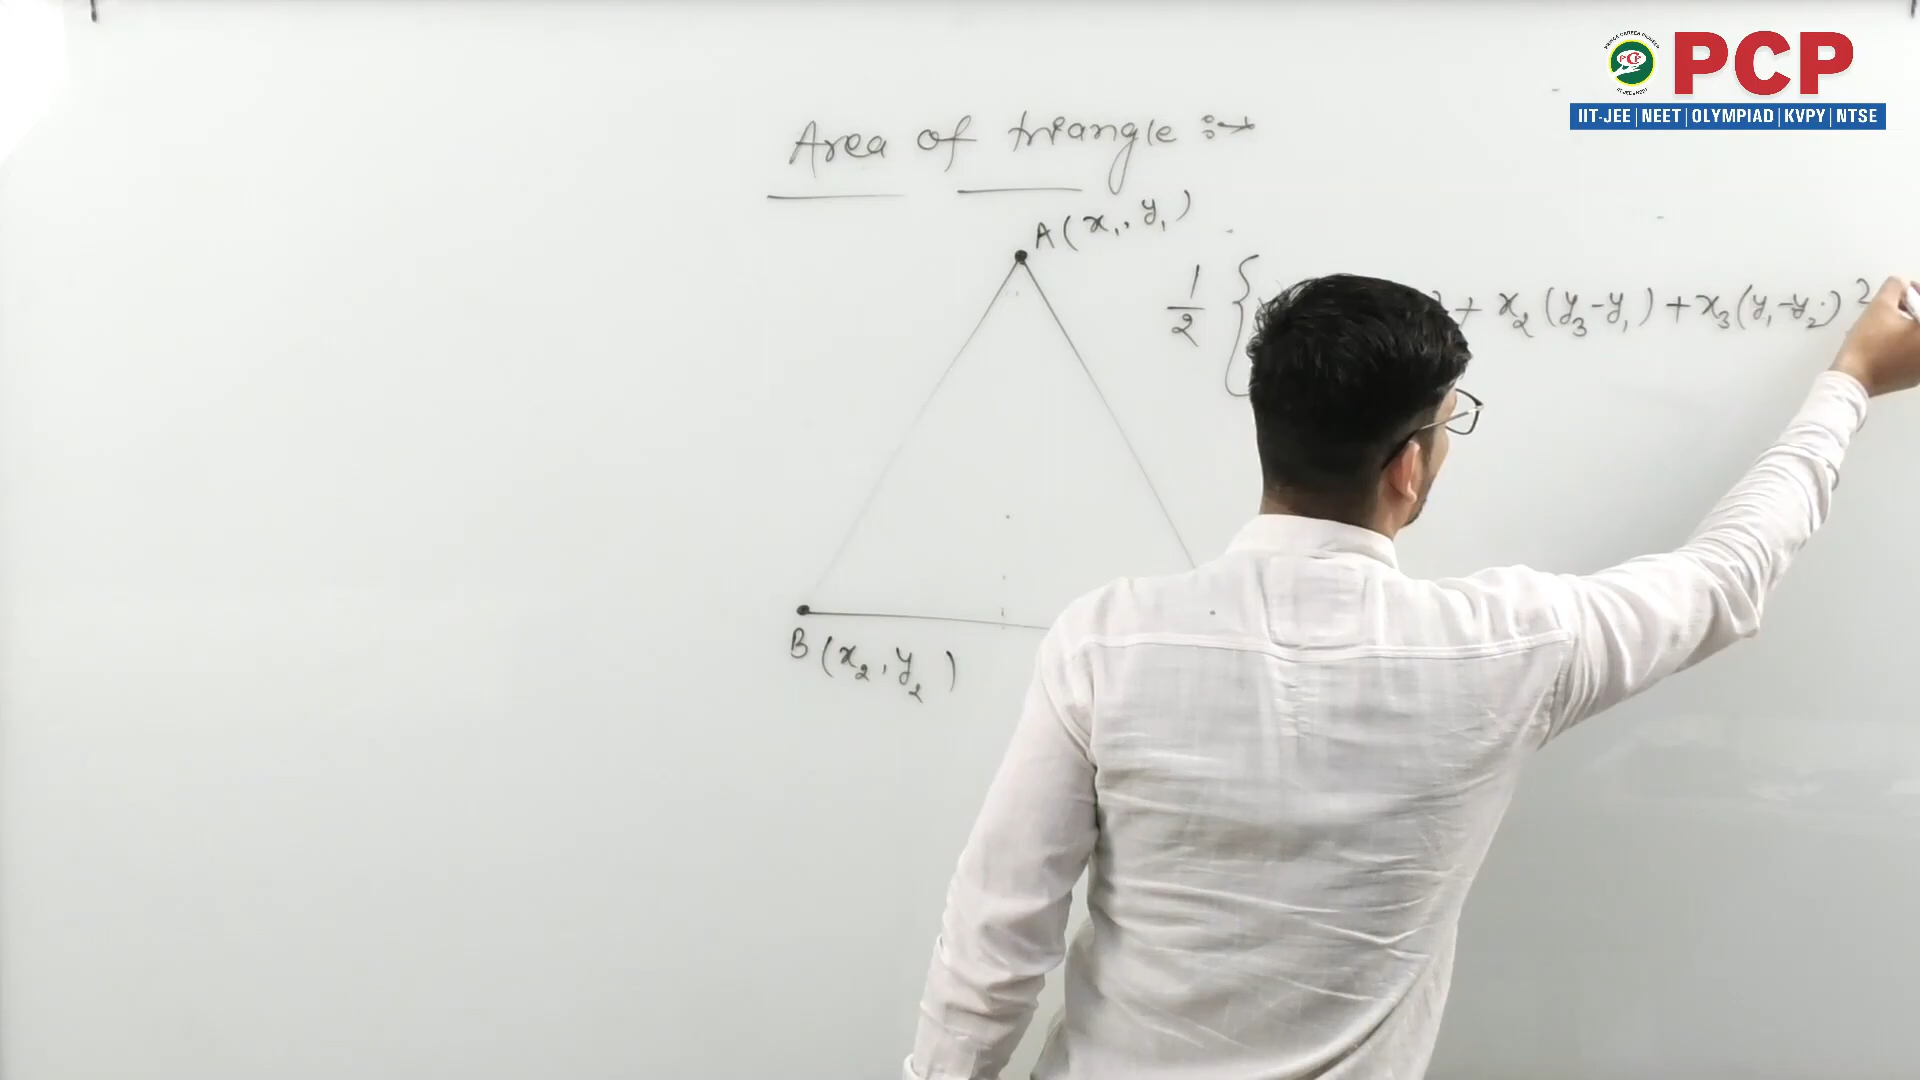 PCP
IIT-JEE | NEET | OLYMPIAD | KVPY | NTSE
Area of triangle :→
A(x₁, y₁)
1/2 { + x₂(y₃-y₁) + x₃(y₁-y₂)
B(x₂, y₂)